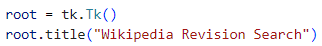 root = tk.Tk()
root.title("Wikipedia Revision Search")